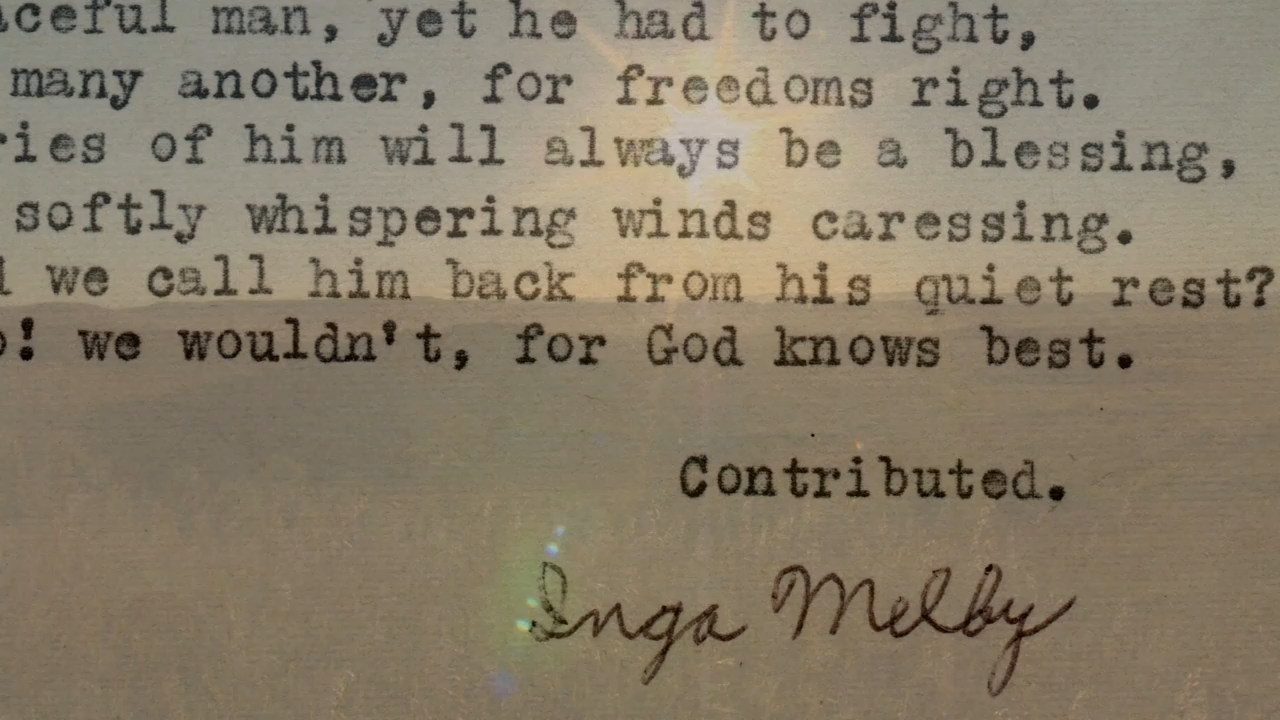 aceful man, yet he had to fight,
many another, for freedoms right.
ries of him will always be a blessing,
softly whispering winds caressing.
we call him back from his quiet rest?
o! we wouldn't, for God knows best.
Contributed.
Inga Melby